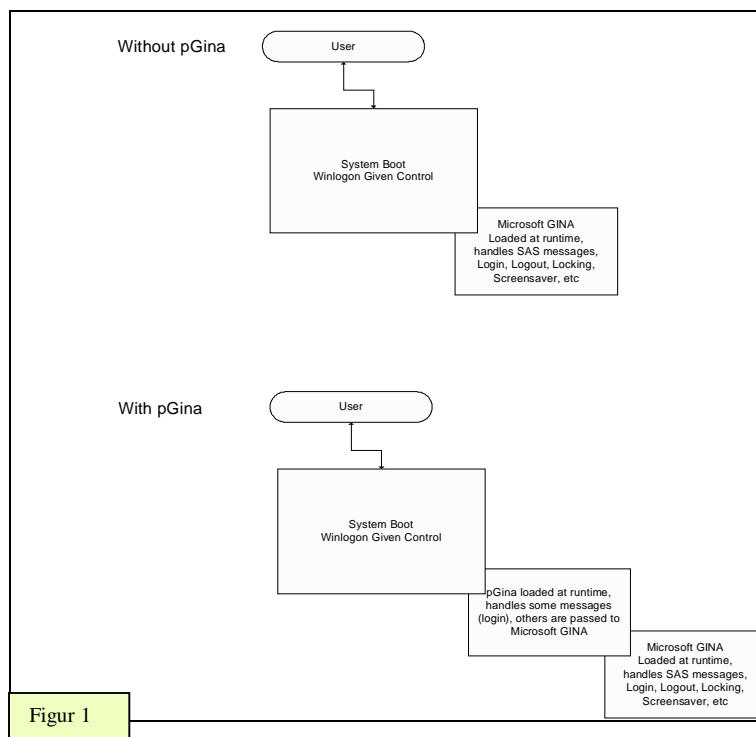 Without pGina
User
System Boot
Winlogon Given Control
Microsoft GINA
Loaded at runtime,
handles SAS messages,
Login, Logout, Locking,
Screensaver, etc
With pGina
User
System Boot
Winlogon Given Control
pGina loaded at runtime,
handles some messages
(login), others are passed to
Microsoft GINA
Microsoft GINA
Loaded at runtime,
handles SAS messages,
Login, Logout, Locking,
Screensaver, etc
Figur 1